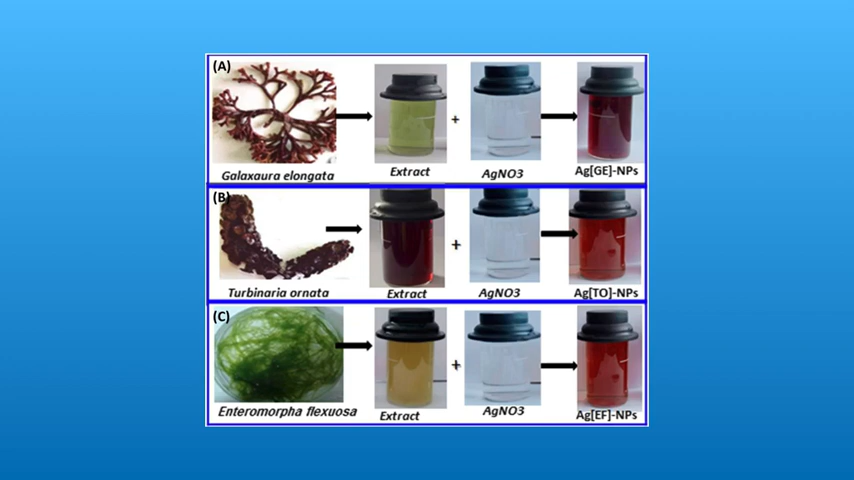 (A)
Galaxaura elongata
+
Extract
AgNO3
Ag[GE]-NPs
(B)
Turbinaria ornata
+
Extract
AgNO3
Ag[TO]-NPs
(C)
Enteromorpha flexuosa
+
Extract
AgNO3
Ag[EF]-NPs